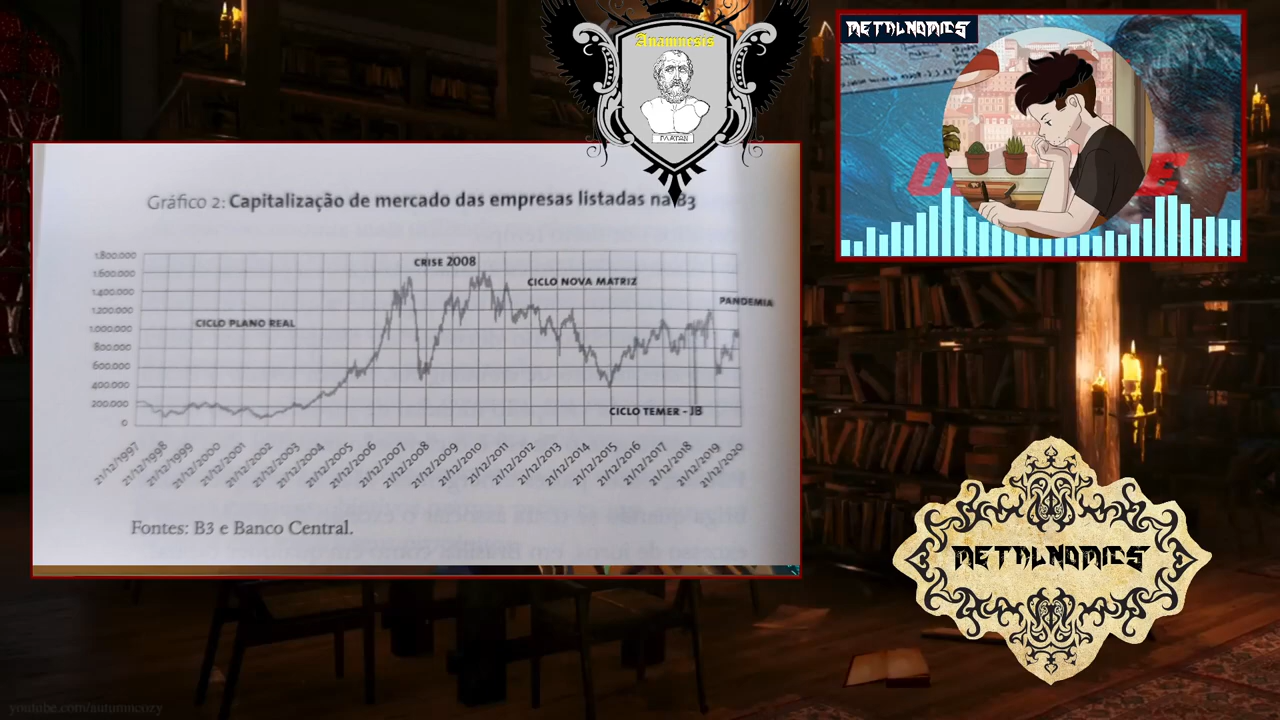 Anamnesis
ΠΛΑΤΩΝ
METALNOMICS
Gráfico 2: Capitalização de mercado das empresas listadas na B3
1.800.000
1.600.000
1.400.000
1.200.000
1.000.000
800.000
600.000
400.000
200.000
0
CRISE 2008
CICLO NOVA MATRIZ
PANDEMIA
CICLO PLANO REAL
CICLO TEMER - JB
21/12/1997
21/12/1998
21/12/1999
21/12/2000
21/12/2001
21/12/2002
21/12/2003
21/12/2004
21/12/2005
21/12/2006
21/12/2007
21/12/2008
21/12/2009
21/12/2010
21/12/2011
21/12/2012
21/12/2013
21/12/2014
21/12/2015
21/12/2016
21/12/2017
21/12/2018
21/12/2019
21/12/2020
Fontes: B3 e Banco Central.
METALNOMICS
youtube.com/autumncozy